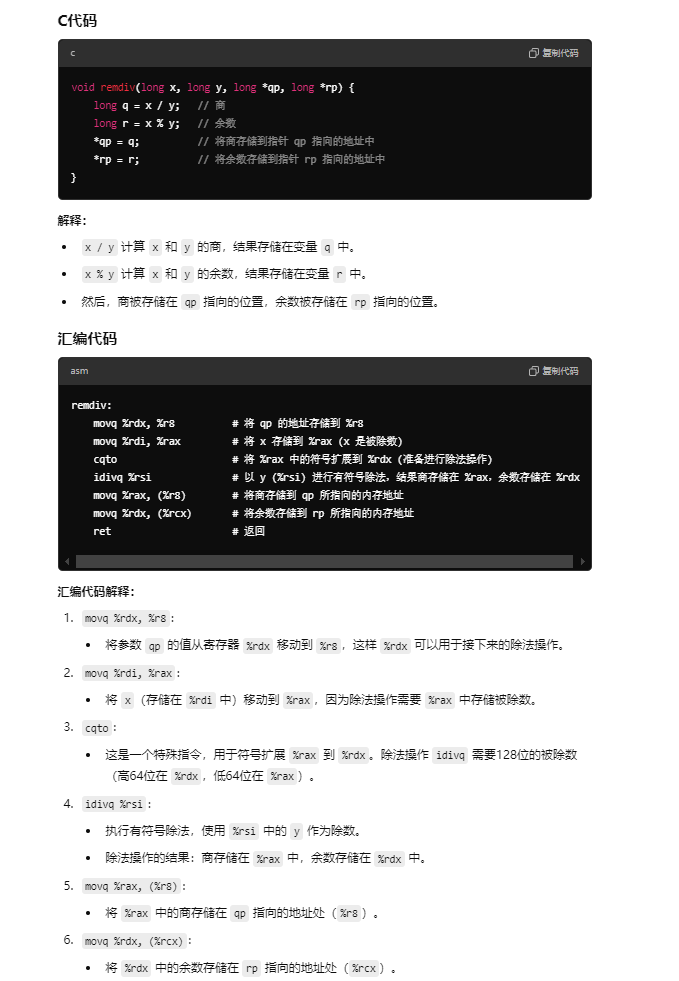 C代码
c 复制代码
void remdiv(long x, long y, long *qp, long *rp) {
    long q = x / y;   // 商
    long r = x % y;   // 余数
    *qp = q;          // 将商存储到指针 qp 指向的地址中
    *rp = r;          // 将余数存储到指针 rp 指向的地址中
}
解释：
• x / y 计算 x 和 y 的商，结果存储在变量 q 中。
• x % y 计算 x 和 y 的余数，结果存储在变量 r 中。
• 然后，商被存储在 qp 指向的位置，余数被存储在 rp 指向的位置。
汇编代码
asm 复制代码
remdiv:
    movq %rdx, %r8         # 将 qp 的地址存储到 %r8
    movq %rdi, %rax        # 将 x 存储到 %rax (x 是被除数)
    cqto                   # 将 %rax 中的符号扩展到 %rdx (准备进行除法操作)
    idivq %rsi             # 以 y (%rsi) 进行有符号除法，结果商存储在 %rax，余数存储在 %rdx
    movq %rax, (%r8)       # 将商存储到 qp 所指向的内存地址
    movq %rdx, (%rcx)      # 将余数存储到 rp 所指向的内存地址
    ret                    # 返回
汇编代码解释：
1. movq %rdx, %r8：
• 将参数 qp 的值从寄存器 %rdx 移动到 %r8，这样 %rdx 可以用于接下来的除法操作。
2. movq %rdi, %rax：
• 将 x（存储在 %rdi 中）移动到 %rax，因为除法操作需要 %rax 中存储被除数。
3. cqto：
• 这是一个特殊指令，用于符号扩展 %rax 到 %rdx。除法操作 idivq 需要128位的被除数
（高64位在 %rdx，低64位在 %rax）。
4. idivq %rsi：
• 执行有符号除法，使用 %rsi 中的 y 作为除数。
• 除法操作的结果：商存储在 %rax 中，余数存储在 %rdx 中。
5. movq %rax, (%r8)：
• 将 %rax 中的商存储在 qp 指向的地址处（%r8）。
6. movq %rdx, (%rcx)：
• 将 %rdx 中的余数存储在 rp 指向的地址处（%rcx）。